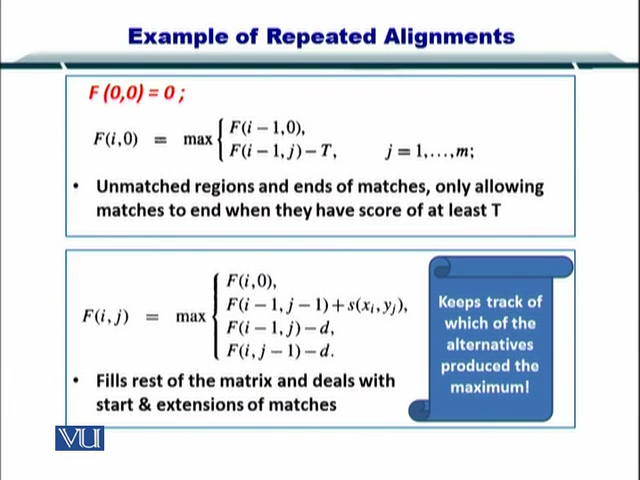 Example of Repeated Alignments
F (0,0) = 0 ;
F(i,0) = max { F(i − 1,0),
F(i − 1,j) − T, j = 1,...,m;
• Unmatched regions and ends of matches, only allowing
matches to end when they have score of at least T
F(i,j) = max { F(i,0),
F(i − 1,j − 1)+s(xᵢ,yⱼ),
F(i − 1,j) − d,
F(i,j − 1) − d.
• Fills rest of the matrix and deals with
start & extensions of matches
Keeps track of
which of the
alternatives
produced the
maximum!
VU